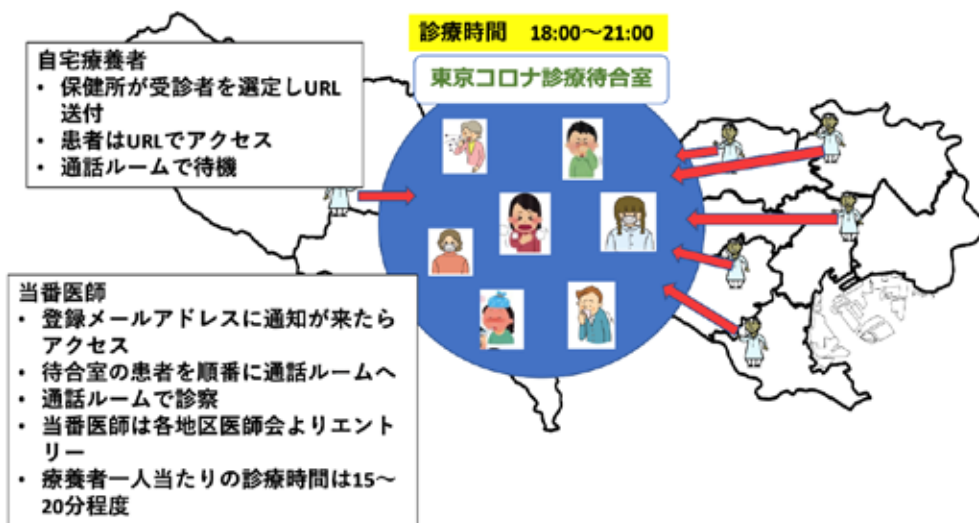 診療時間 18:00～21:00
東京コロナ診療待合室
自宅療養者
• 保健所が受診者を選定しURL
送付
• 患者はURLでアクセス
• 通話ルームで待機
当番医師
• 登録メールアドレスに通知が来たら
アクセス
• 待合室の患者を順番に通話ルームへ
• 通話ルームで診察
• 当番医師は各地区医師会よりエント
リー
• 療養者一人当たりの診療時間は15～
20分程度